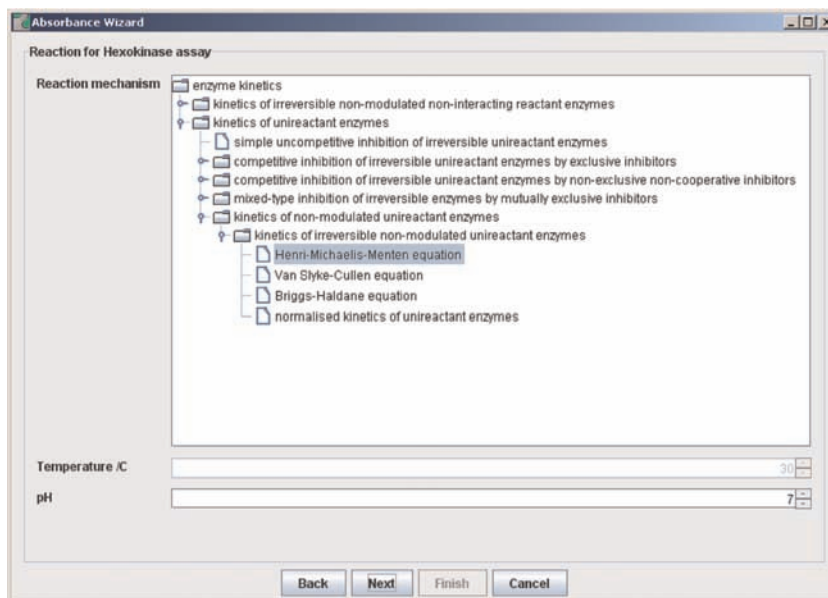 Absorbance Wizard
Reaction for Hexokinase assay
Reaction mechanism
enzyme kinetics
kinetics of irreversible non-modulated non-interacting reactant enzymes
kinetics of unireactant enzymes
simple uncompetitive inhibition of irreversible unireactant enzymes
competitive inhibition of irreversible unireactant enzymes by exclusive inhibitors
competitive inhibition of irreversible unireactant enzymes by non-exclusive non-cooperative inhibitors
mixed-type inhibition of irreversible enzymes by mutually exclusive inhibitors
kinetics of non-modulated unireactant enzymes
kinetics of irreversible non-modulated unireactant enzymes
Henri-Michaelis-Menten equation
Van Slyke-Cullen equation
Briggs-Haldane equation
normalised kinetics of unireactant enzymes
Temperature /C 30
pH 7
Back Next Finish Cancel